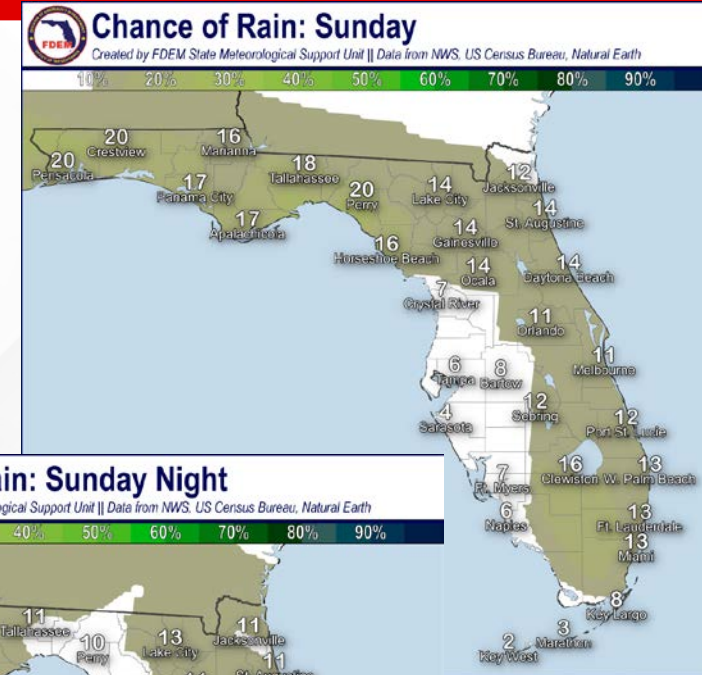 FDEM
Chance of Rain: Sunday
Created by FDEM State Meteorological Support Unit || Data from NWS, US Census Bureau, Natural Earth
10% 20% 30% 40% 50% 60% 70% 80% 90%
20
Crestview
16
Marianna
20
Pensacola
18
Tallahassee
12
Jacksonville
17
Panama City
20
Perry
14
Lake City
14
St. Augustine
17
Apalachicola
14
Gainesville
16
Horseshoe Beach
14
Ocala
14
Daytona Beach
7
Crystal River
11
Orlando
6
Tampa
8
Bartow
11
Melbourne
4
Sarasota
12
Sebring
12
Port St. Lucie
7
Ft. Myers
16
Clewiston
13
W. Palm Beach
6
Naples
13
Ft. Lauderdale
13
Miami
8
Key Largo
3
Marathon
2
Key West
ain: Sunday Night
ogical Support Unit || Data from NWS, US Census Bureau, Natural Earth
40% 50% 60% 70% 80% 90%
11
Tallahassee
10
Perry
13
Lake City
11
Jacksonville
11